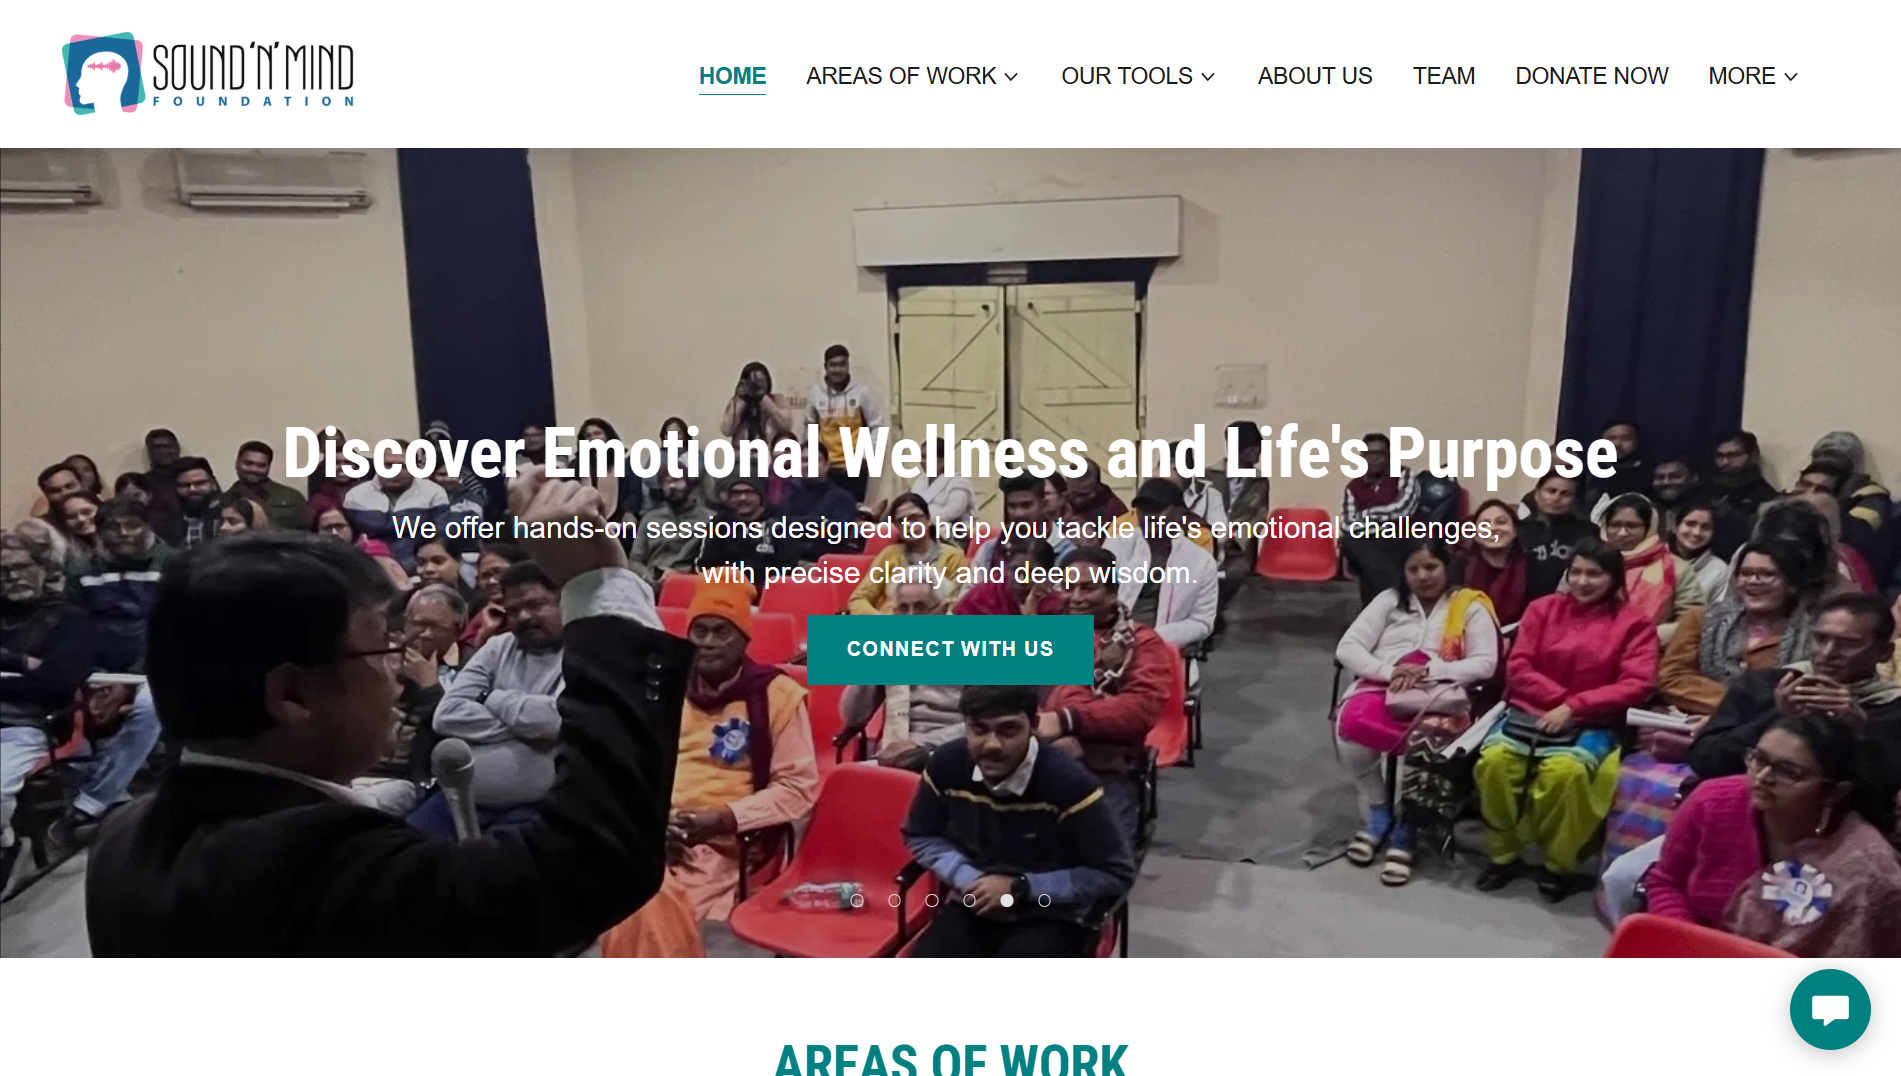 SOUND'N'MIND
FOUNDATION
HOME
AREAS OF WORK
OUR TOOLS
ABOUT US
TEAM
DONATE NOW
MORE
Discover Emotional Wellness and Life's Purpose
We offer hands-on sessions designed to help you tackle life's emotional challenges,
with precise clarity and deep wisdom.
CONNECT WITH US
AREAS OF WORK